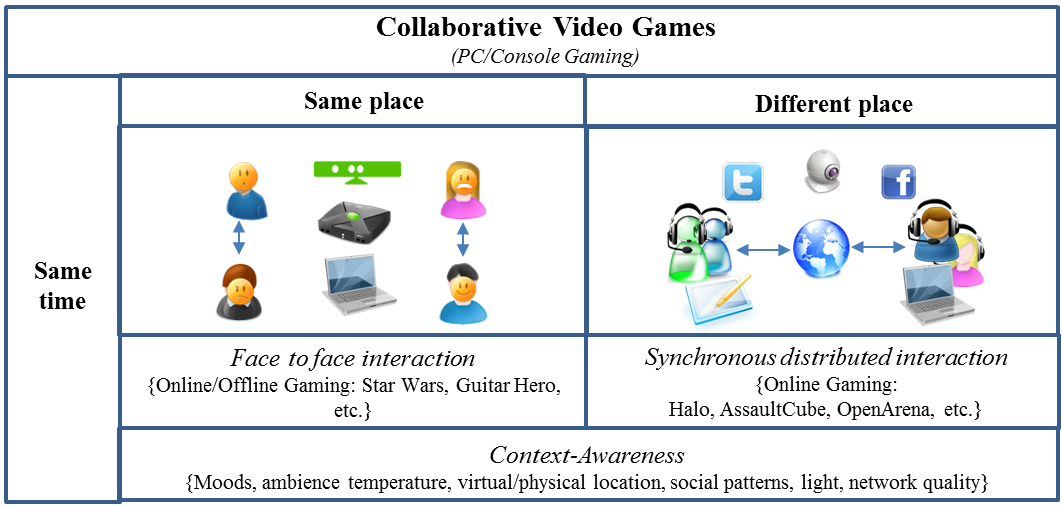 Collaborative Video Games
(PC/Console Gaming)
Same place
Different place
Same
time
t
f
Face to face interaction
{Online/Offline Gaming: Star Wars, Guitar Hero,
etc.}
Synchronous distributed interaction
{Online Gaming:
Halo, AssaultCube, OpenArena, etc.}
Context-Awareness
{Moods, ambience temperature, virtual/physical location, social patterns, light, network quality}